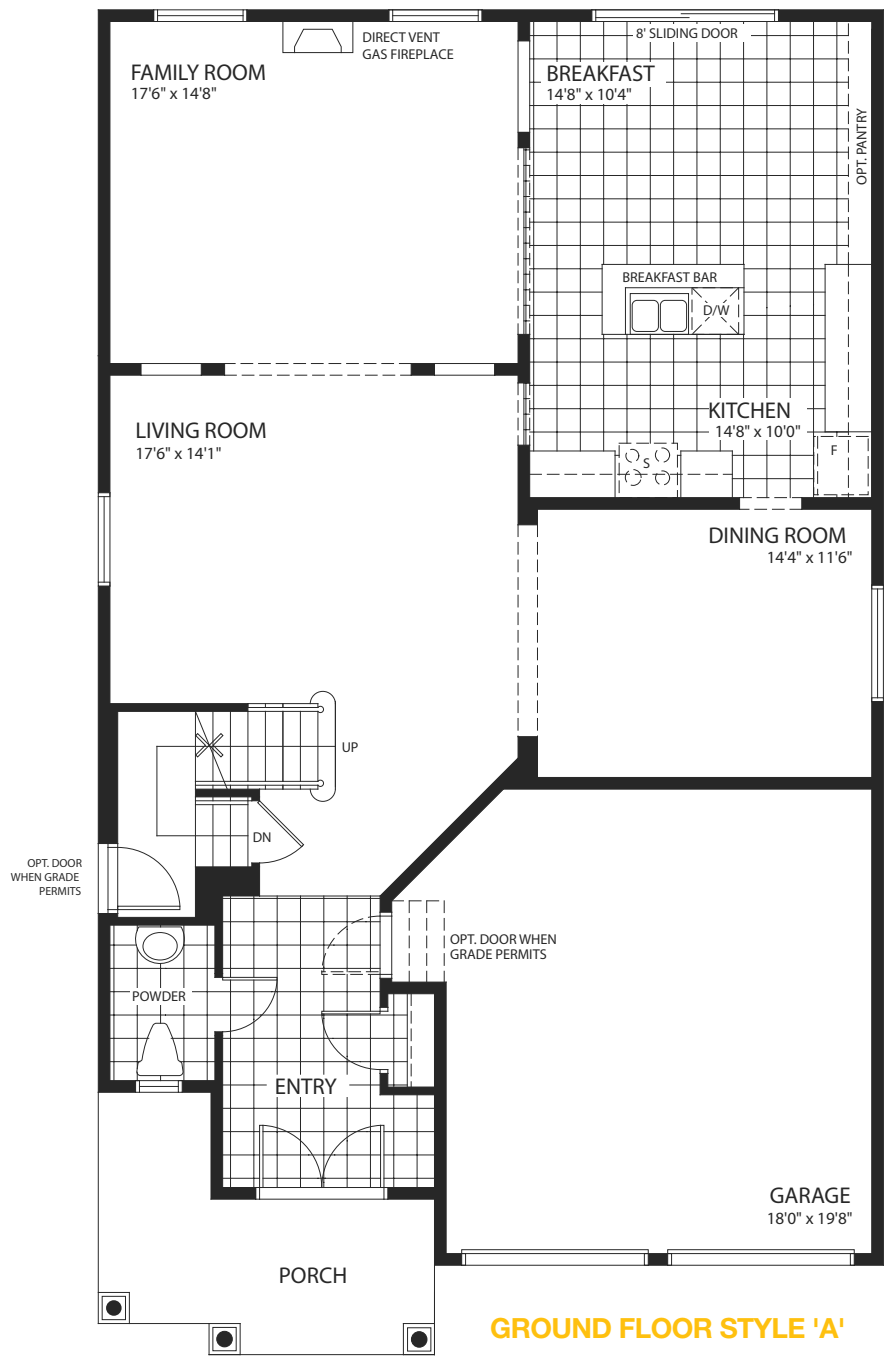 DIRECT VENT
GAS FIREPLACE
FAMILY ROOM
17'6" x 14'8"
8' SLIDING DOOR
BREAKFAST
14'8" x 10'4"
OPT. PANTRY
BREAKFAST BAR
D/W
KITCHEN
14'8" x 10'0"
S
F
LIVING ROOM
17'6" x 14'1"
DINING ROOM
14'4" x 11'6"
UP
DN
OPT. DOOR
WHEN GRADE
PERMITS
OPT. DOOR WHEN
GRADE PERMITS
POWDER
ENTRY
GARAGE
18'0" x 19'8"
PORCH
GROUND FLOOR STYLE 'A'